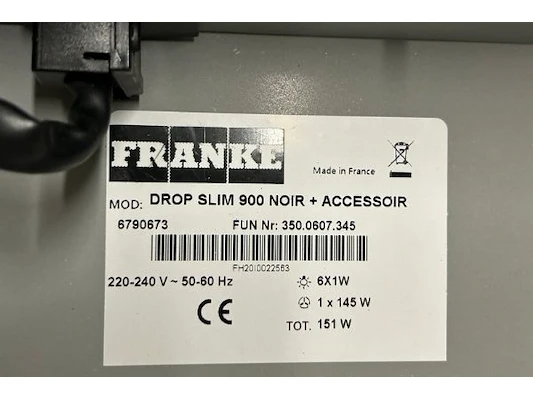 FRANKE
Made in France
MOD: DROP SLIM 900 NOIR + ACCESSOIR
6790673 FUN Nr: 350.0607.345
FH20I0022563
220-240 V ~ 50-60 Hz 6X1W
1 x 145 W
CE
TOT. 151 W